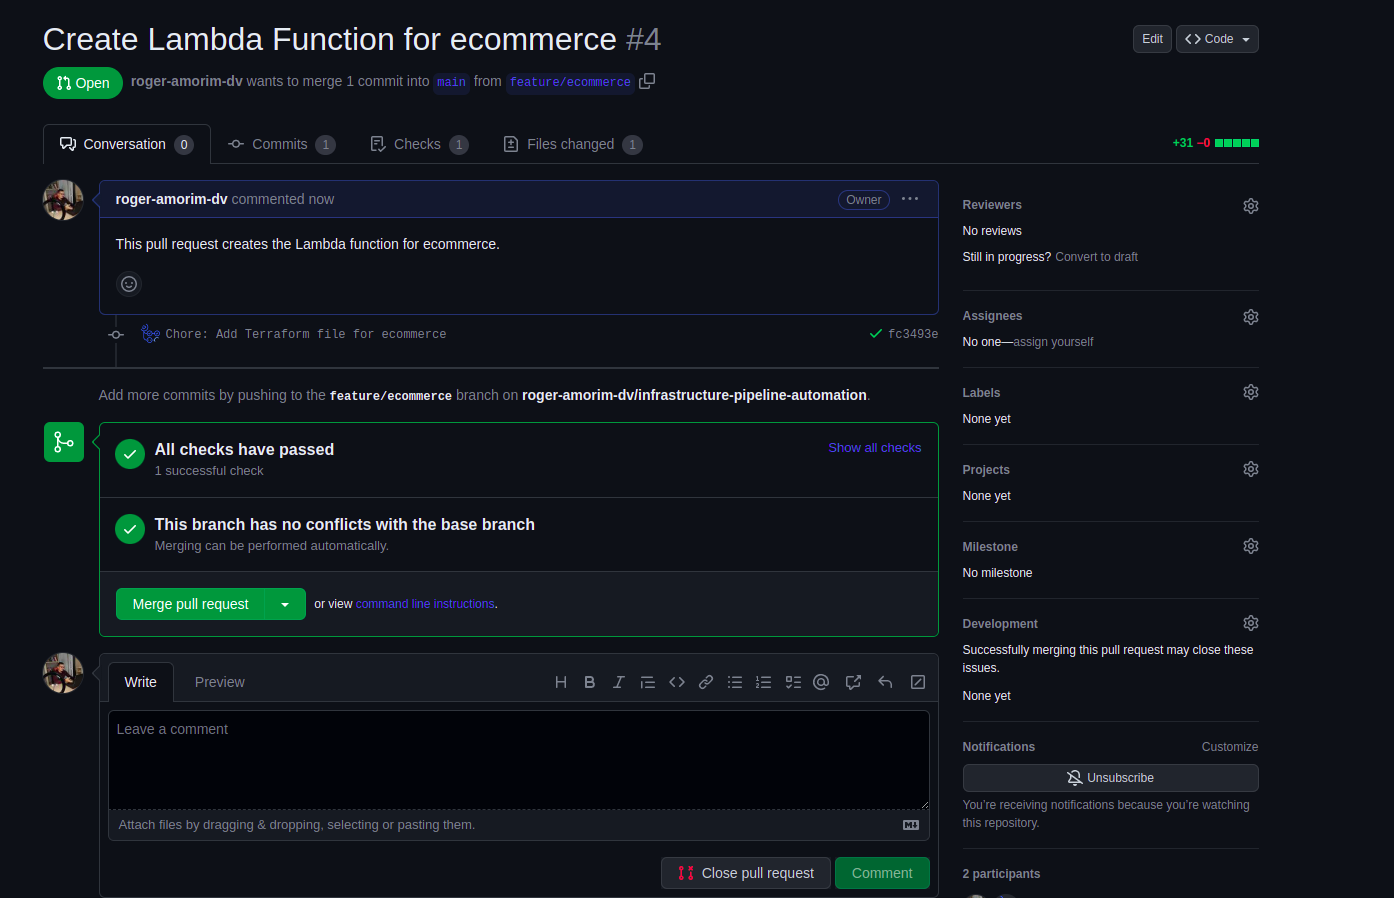 Create Lambda Function for ecommerce #4
Edit
Code
Open
roger-amorim-dv wants to merge 1 commit into main from feature/ecommerce
Conversation 0
Commits 1
Checks 1
Files changed 1
+31 −0
roger-amorim-dv commented now
Owner
This pull request creates the Lambda function for ecommerce.
Chore: Add Terraform file for ecommerce
fc3493e
Add more commits by pushing to the feature/ecommerce branch on roger-amorim-dv/infrastructure-pipeline-automation.
All checks have passed
1 successful check
Show all checks
This branch has no conflicts with the base branch
Merging can be performed automatically.
Merge pull request
or view command line instructions.
Write
Preview
Leave a comment
Attach files by dragging & dropping, selecting or pasting them.
Close pull request
Comment
Reviewers
No reviews
Still in progress? Convert to draft
Assignees
No one—assign yourself
Labels
None yet
Projects
None yet
Milestone
No milestone
Development
Successfully merging this pull request may close these
issues.
None yet
Notifications
Customize
Unsubscribe
You're receiving notifications because you're watching
this repository.
2 participants